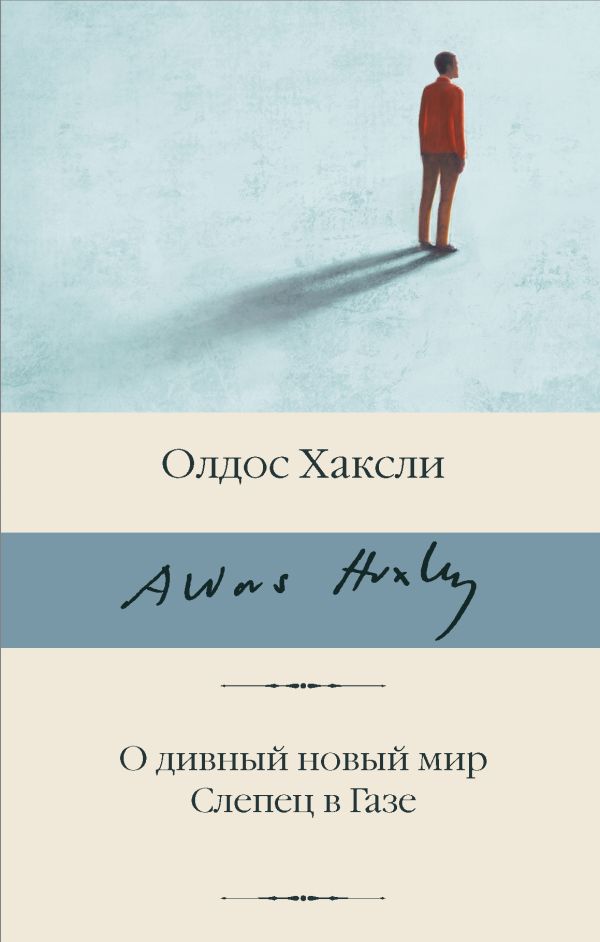 Олдос Хаксли
Aldous Huxley
О дивный новый мир
Слепец в Газе